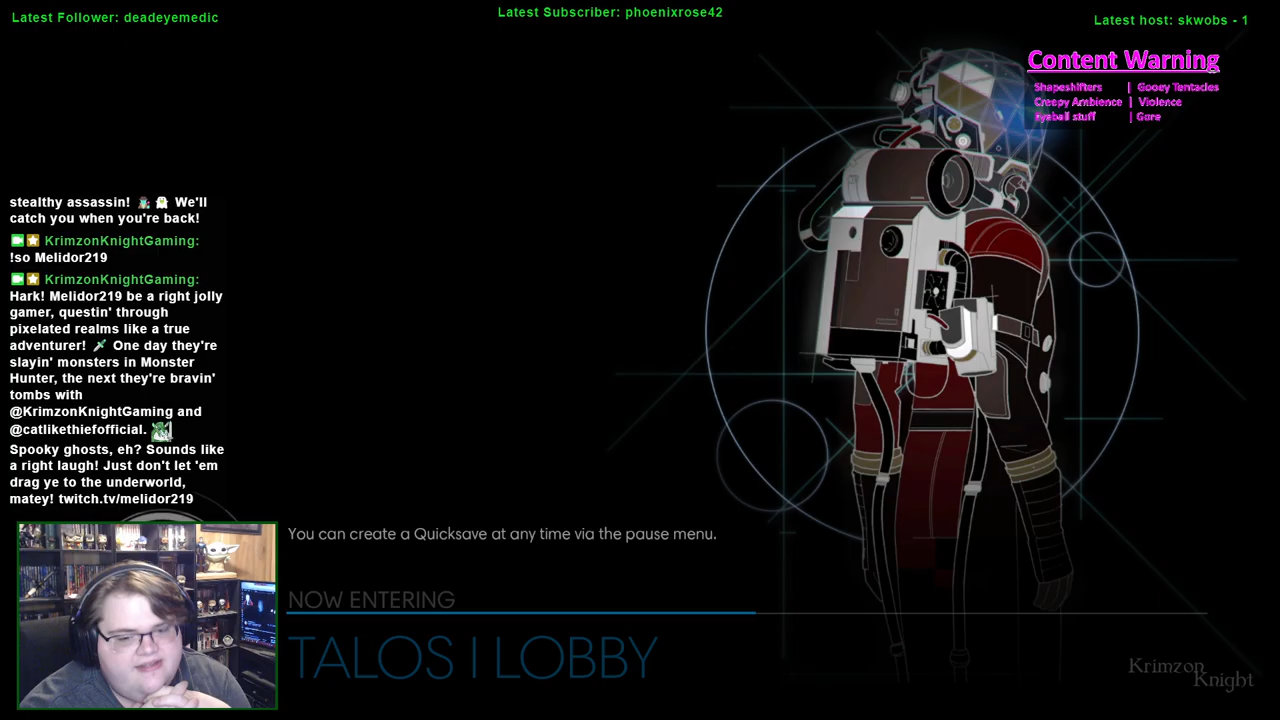 Latest Follower: deadeyemedic
Latest Subscriber: phoenixrose42
Latest host: skwobs - 1
Content Warning
Shapeshifters | Gooey Tentacles
Creepy Ambience | Violence
Eyeball stuff | Gore
stealthy assassin! We'll
catch you when you're back!
KrimzonKnightGaming:
!so Melidor219
KrimzonKnightGaming:
Hark! Melidor219 be a right jolly
gamer, questin' through
pixelated realms like a true
adventurer! One day they're
slayin' monsters in Monster
Hunter, the next they're bravin'
tombs with
@KrimzonKnightGaming and
@catlikethiefofficial.
Spooky ghosts, eh? Sounds like
a right laugh! Just don't let 'em
drag ye to the underworld,
matey! twitch.tv/melidor219
You can create a Quicksave at any time via the pause menu.
NOW ENTERING
TALOS I LOBBY
Krimzon
Knight